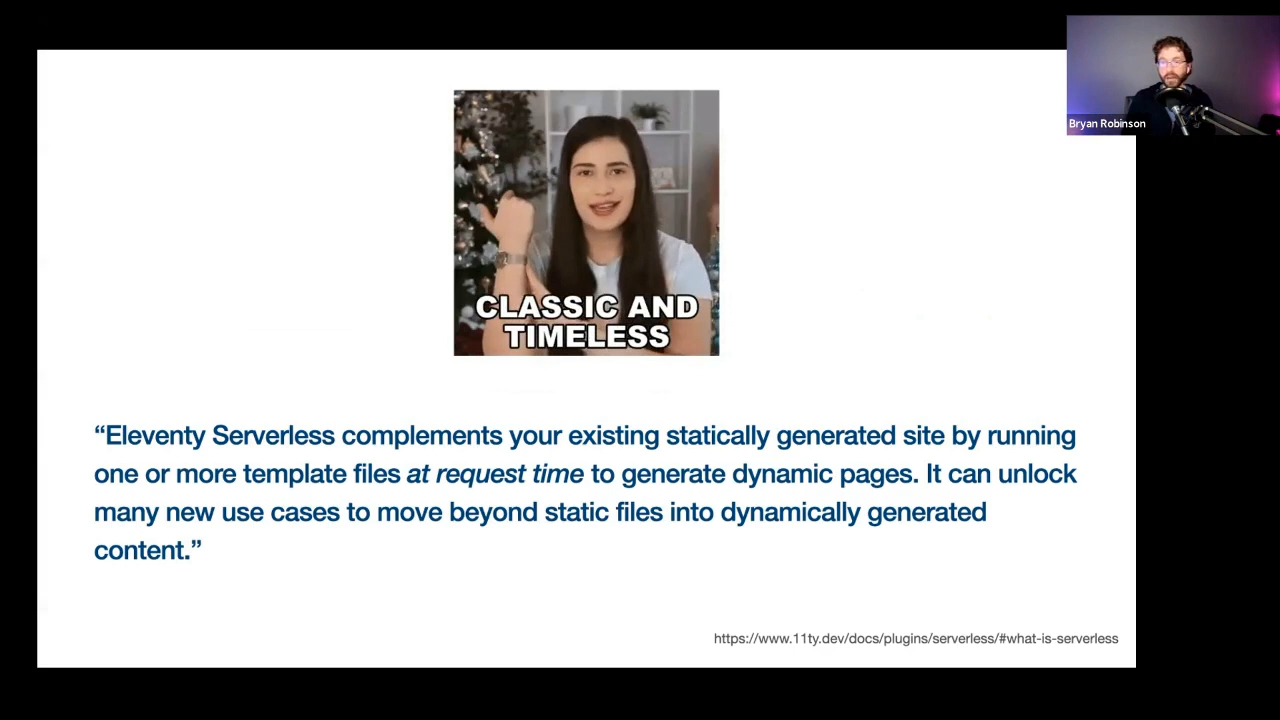 Bryan Robinson
CLASSIC AND
TIMELESS
“Eleventy Serverless complements your existing statically generated site by running
one or more template files at request time to generate dynamic pages. It can unlock
many new use cases to move beyond static files into dynamically generated
content.”
https://www.11ty.dev/docs/plugins/serverless/#what-is-serverless